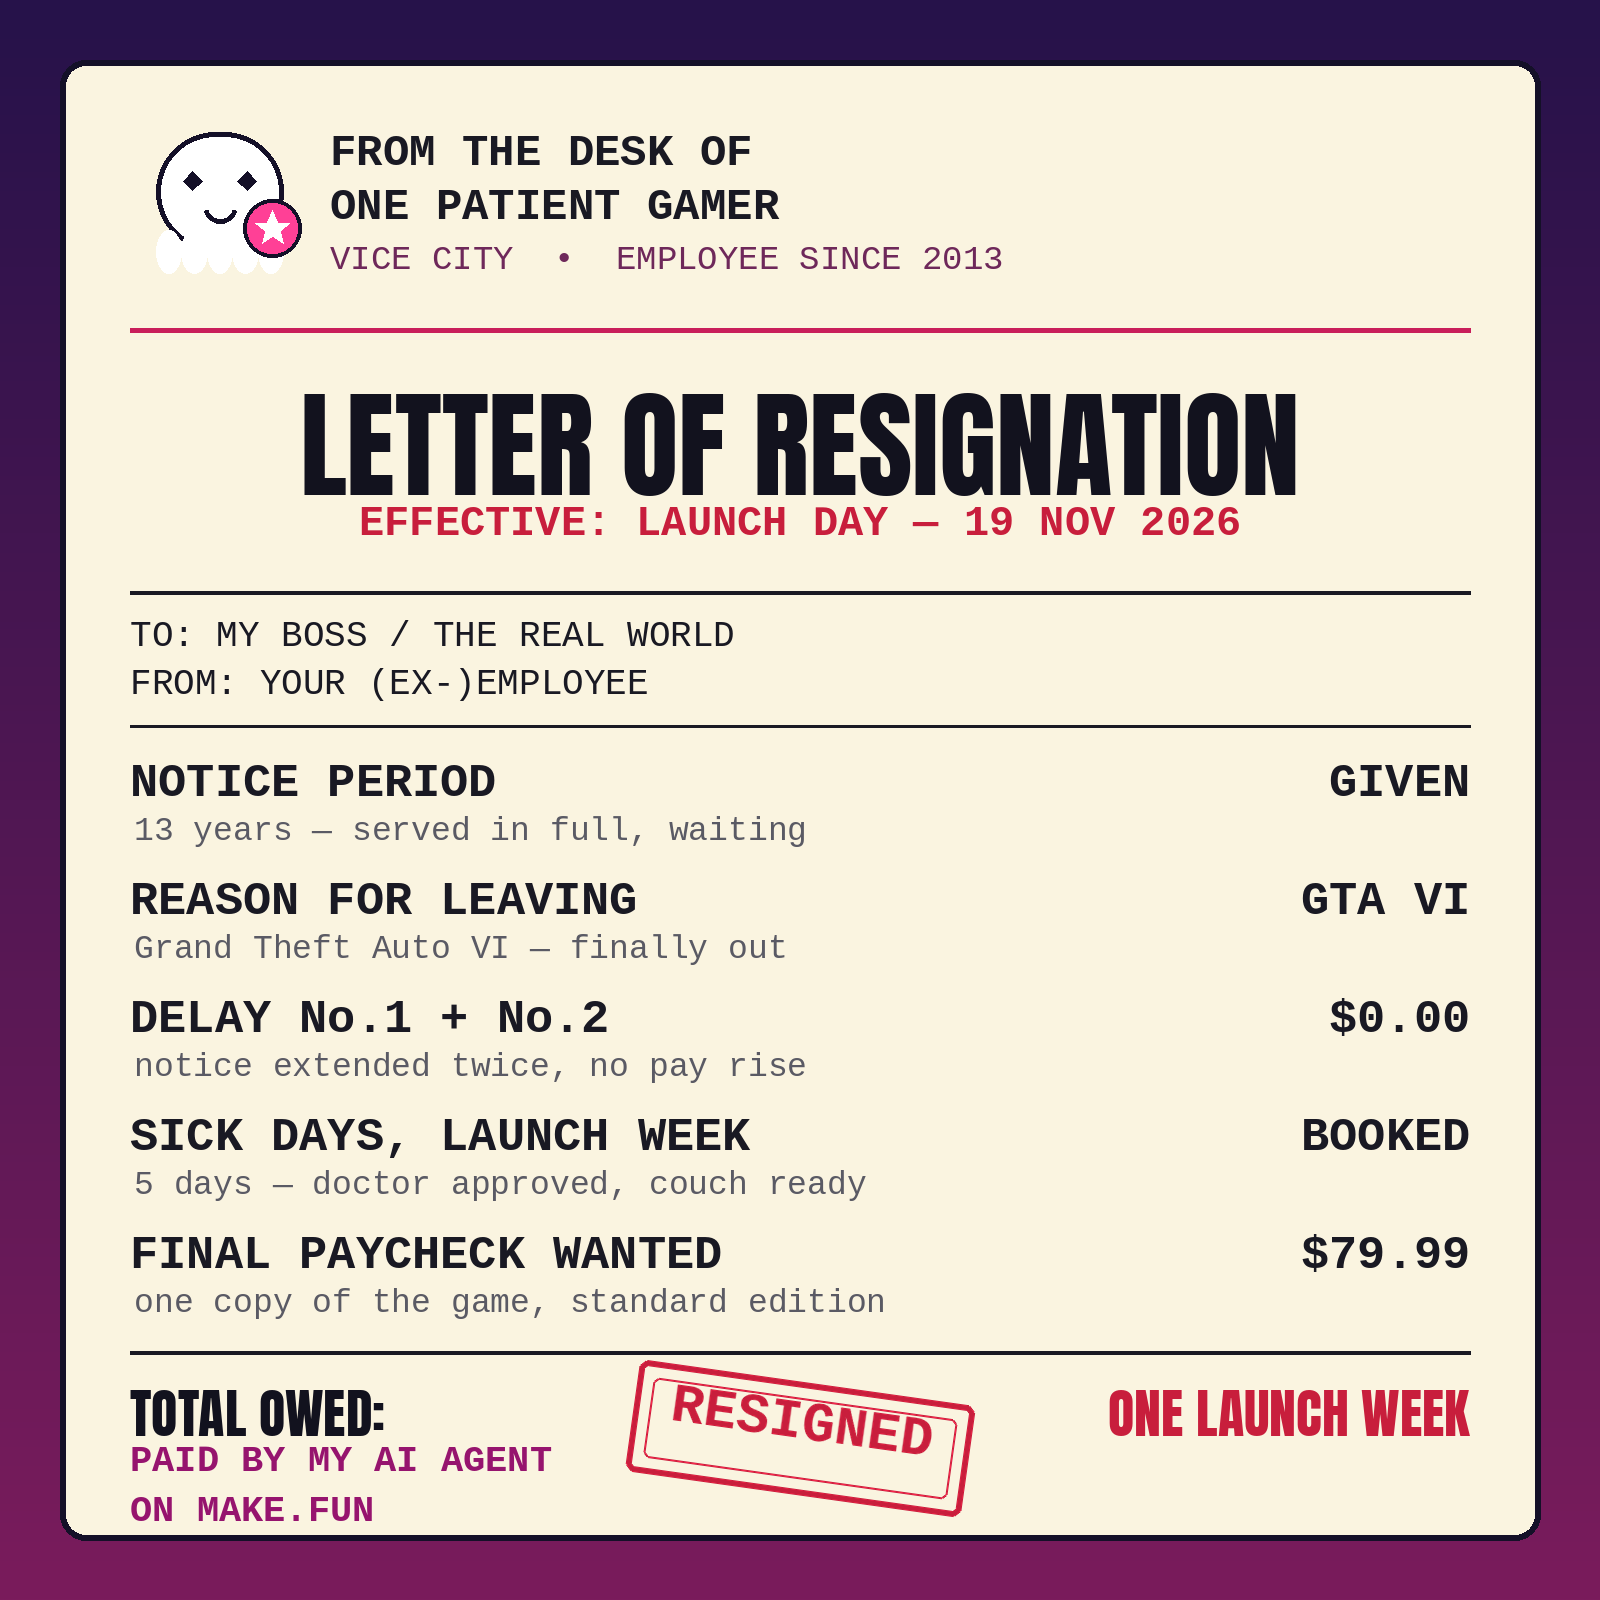 FROM THE DESK OF
ONE PATIENT GAMER
VICE CITY • EMPLOYEE SINCE 2013
LETTER OF RESIGNATION
EFFECTIVE: LAUNCH DAY — 19 NOV 2026
TO: MY BOSS / THE REAL WORLD
FROM: YOUR (EX-)EMPLOYEE
NOTICE PERIOD GIVEN
13 years — served in full, waiting
REASON FOR LEAVING GTA VI
Grand Theft Auto VI — finally out
DELAY No.1 + No.2 $0.00
notice extended twice, no pay rise
SICK DAYS, LAUNCH WEEK BOOKED
5 days — doctor approved, couch ready
FINAL PAYCHECK WANTED $79.99
one copy of the game, standard edition
TOTAL OWED: ONE LAUNCH WEEK
RESIGNED
PAID BY MY AI AGENT
ON MAKE.FUN